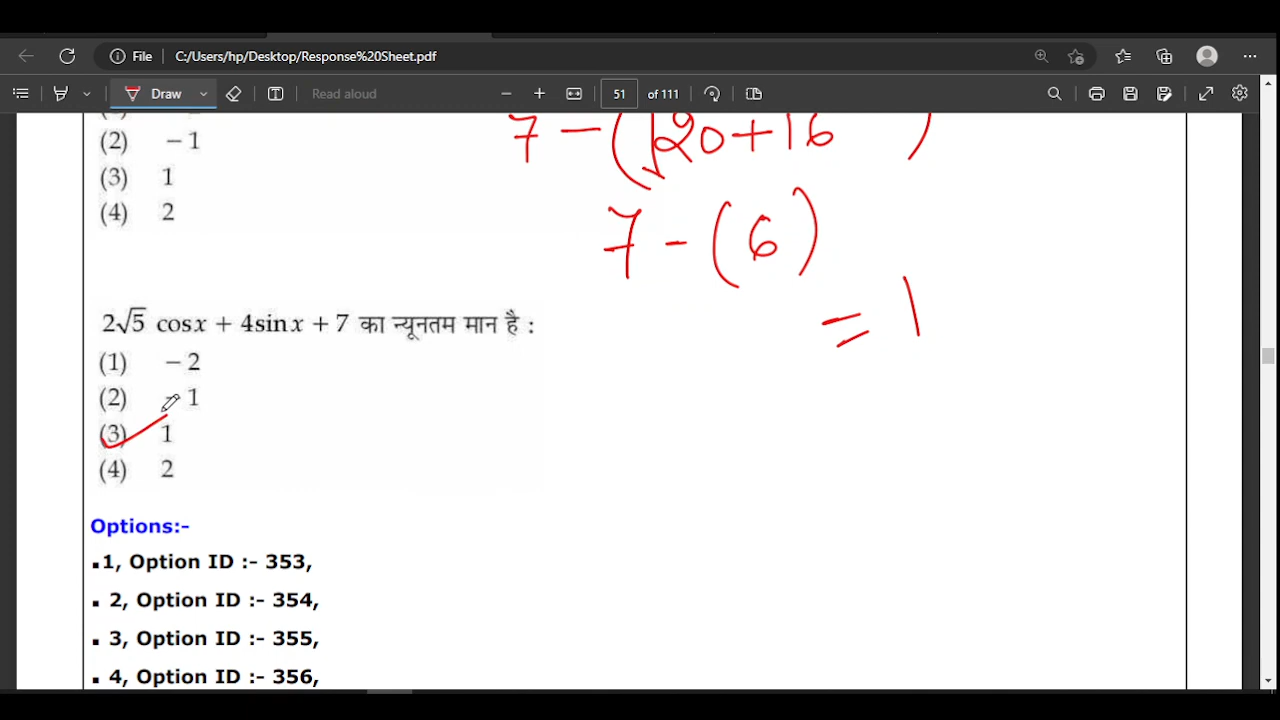 File C:/Users/hp/Desktop/Response%20Sheet.pdf
Draw Read aloud 51 of 111
(2) − 1
(3) 1
(4) 2
7 − (√20+16 )
7 − (6)
= 1
2√5 cosx + 4sinx + 7 का न्यूनतम मान है :
(1) − 2
(2) − 1
(3) 1
(4) 2
Options:-
1, Option ID :- 353,
2, Option ID :- 354,
3, Option ID :- 355,
4, Option ID :- 356,